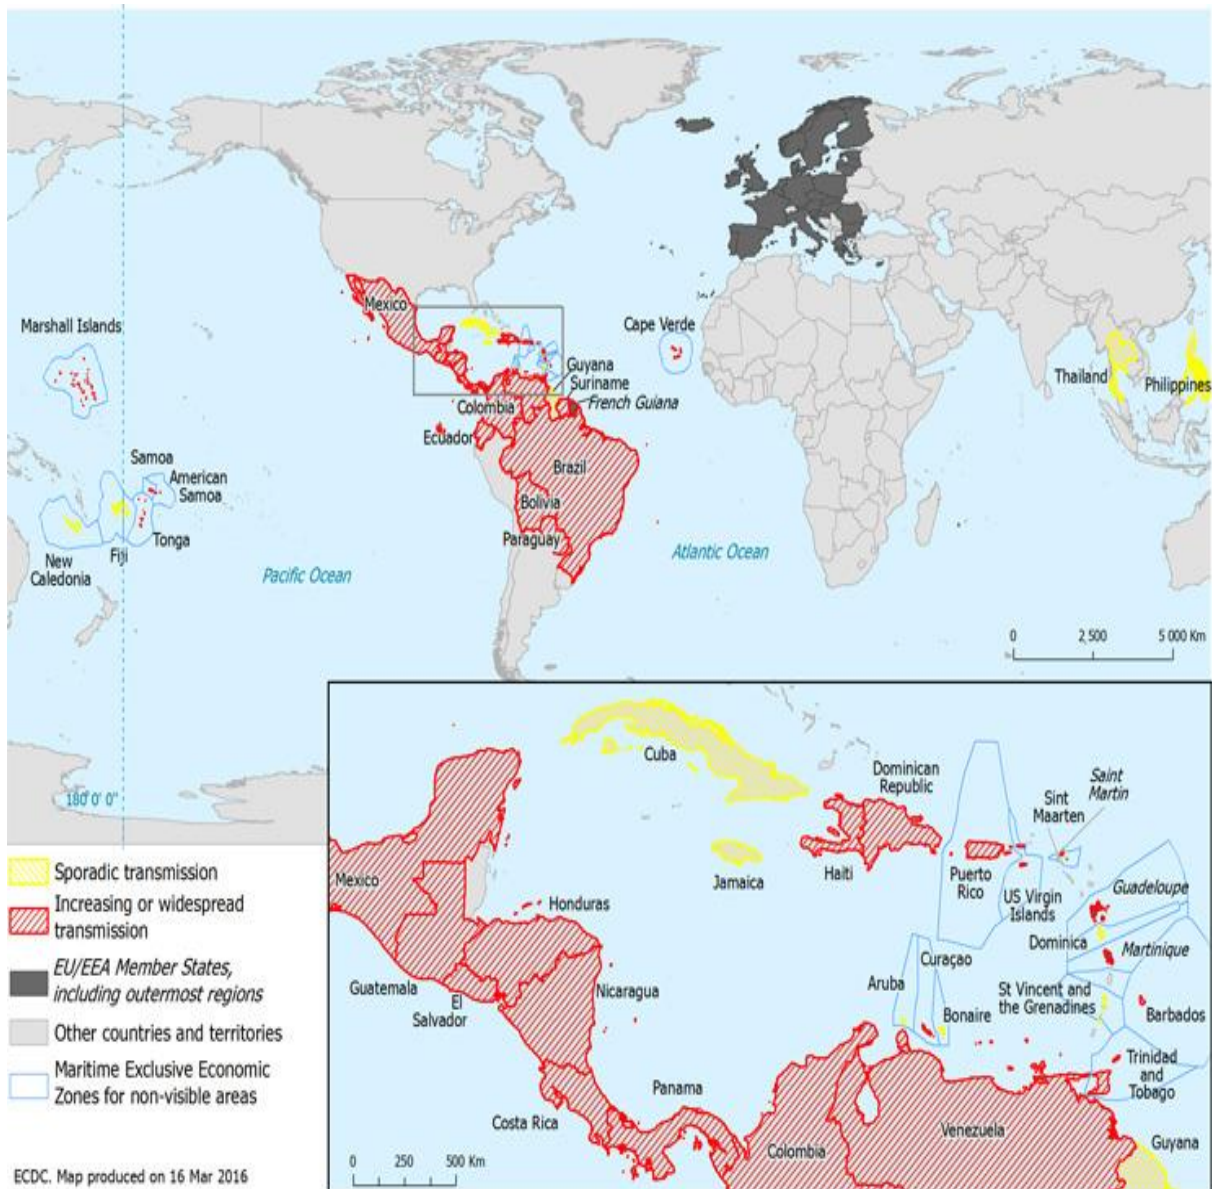 Marshall Islands
Mexico
Cape Verde
Guyana
Suriname
French Guiana
Colombia
Ecuador
Thailand
Philippines
Brazil
Bolivia
Paraguay
Samoa
American
Samoa
New
Caledonia
Fiji
Tonga
Pacific Ocean
Atlantic Ocean
0 2,500 5 000 Km
180°0' 0"
Cuba
Dominican
Republic
Sint
Maarten
Saint
Martin
Jamaica
Haiti
Puerto
Rico
US Virgin
Islands
Guadeloupe
Dominica
Martinique
Mexico
Honduras
Guatemala
El
Salvador
Nicaragua
Aruba
Curaçao
Bonaire
St Vincent and
the Grenadines
Barbados
Trinidad
and
Tobago
Panama
Costa Rica
Colombia
Venezuela
Guyana
0 250 500 Km
Sporadic transmission
Increasing or widespread
transmission
EU/EEA Member States,
including outermost regions
Other countries and territories
Maritime Exclusive Economic
Zones for non-visible areas
ECDC. Map produced on 16 Mar 2016